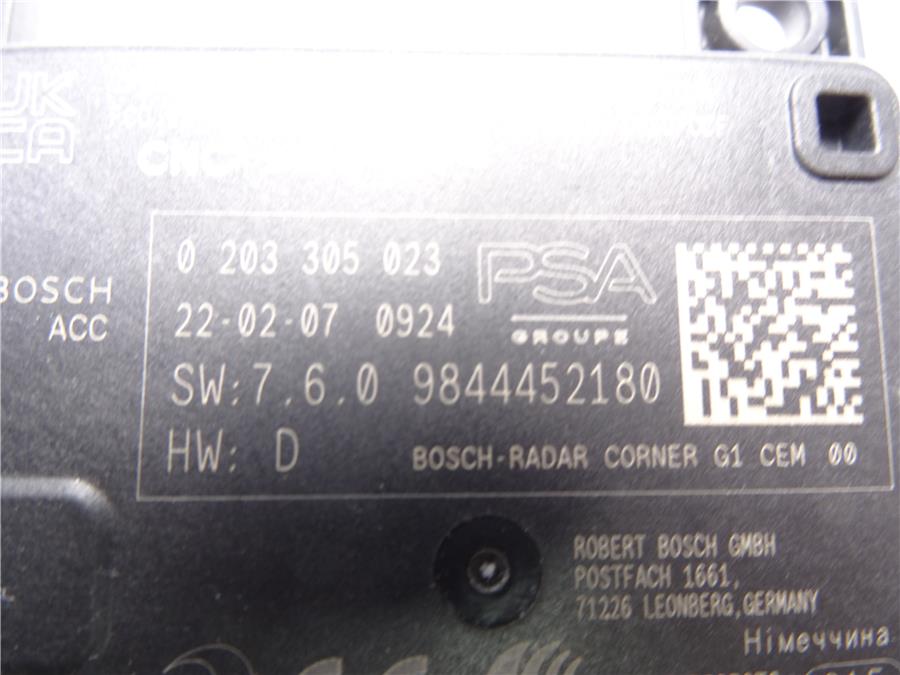 UK
CA
0 203 305 023
PSA
GROUPE
BOSCH
ACC
22-02-07 0924
SW:7.6.0 9844452180
HW: D
BOSCH-RADAR CORNER G1 CEM 00
ROBERT BOSCH GMBH
POSTFACH 1661,
71226 LEONBERG,GERMANY
Німеччина